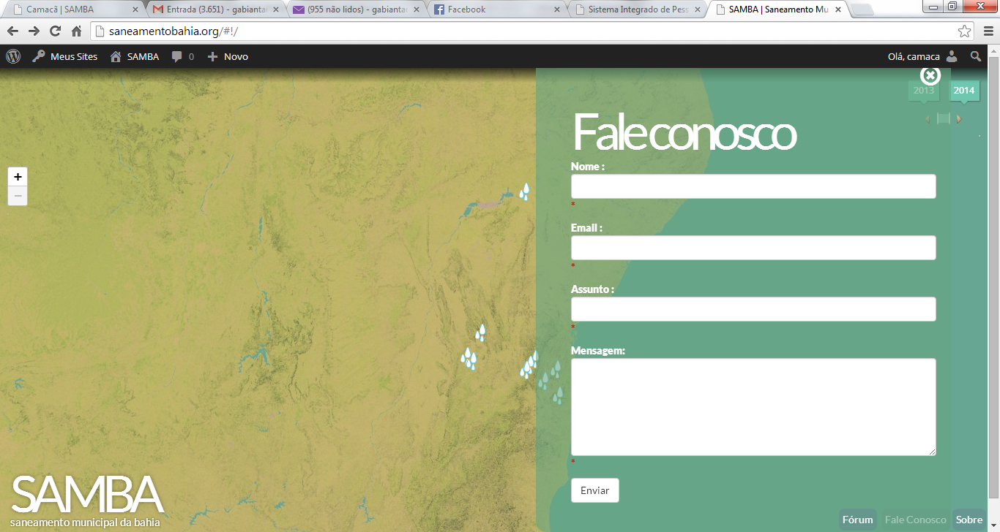 Camacã | SAMBA
Entrada (3.651) - gabianta
(955 não lidos) - gabiantar
Facebook
Sistema Integrado de Pess
SAMBA | Saneamento Mu
saneamentobahia.org/#!/
Meus Sites
SAMBA
0
+ Novo
Olá, camaca
2013
2014
Fale conosco
Nome :
*
Email :
*
Assunto :
*
Mensagem:
*
Enviar
+
−
SAMBA
saneamento municipal da bahia
Fórum
Fale Conosco
Sobre